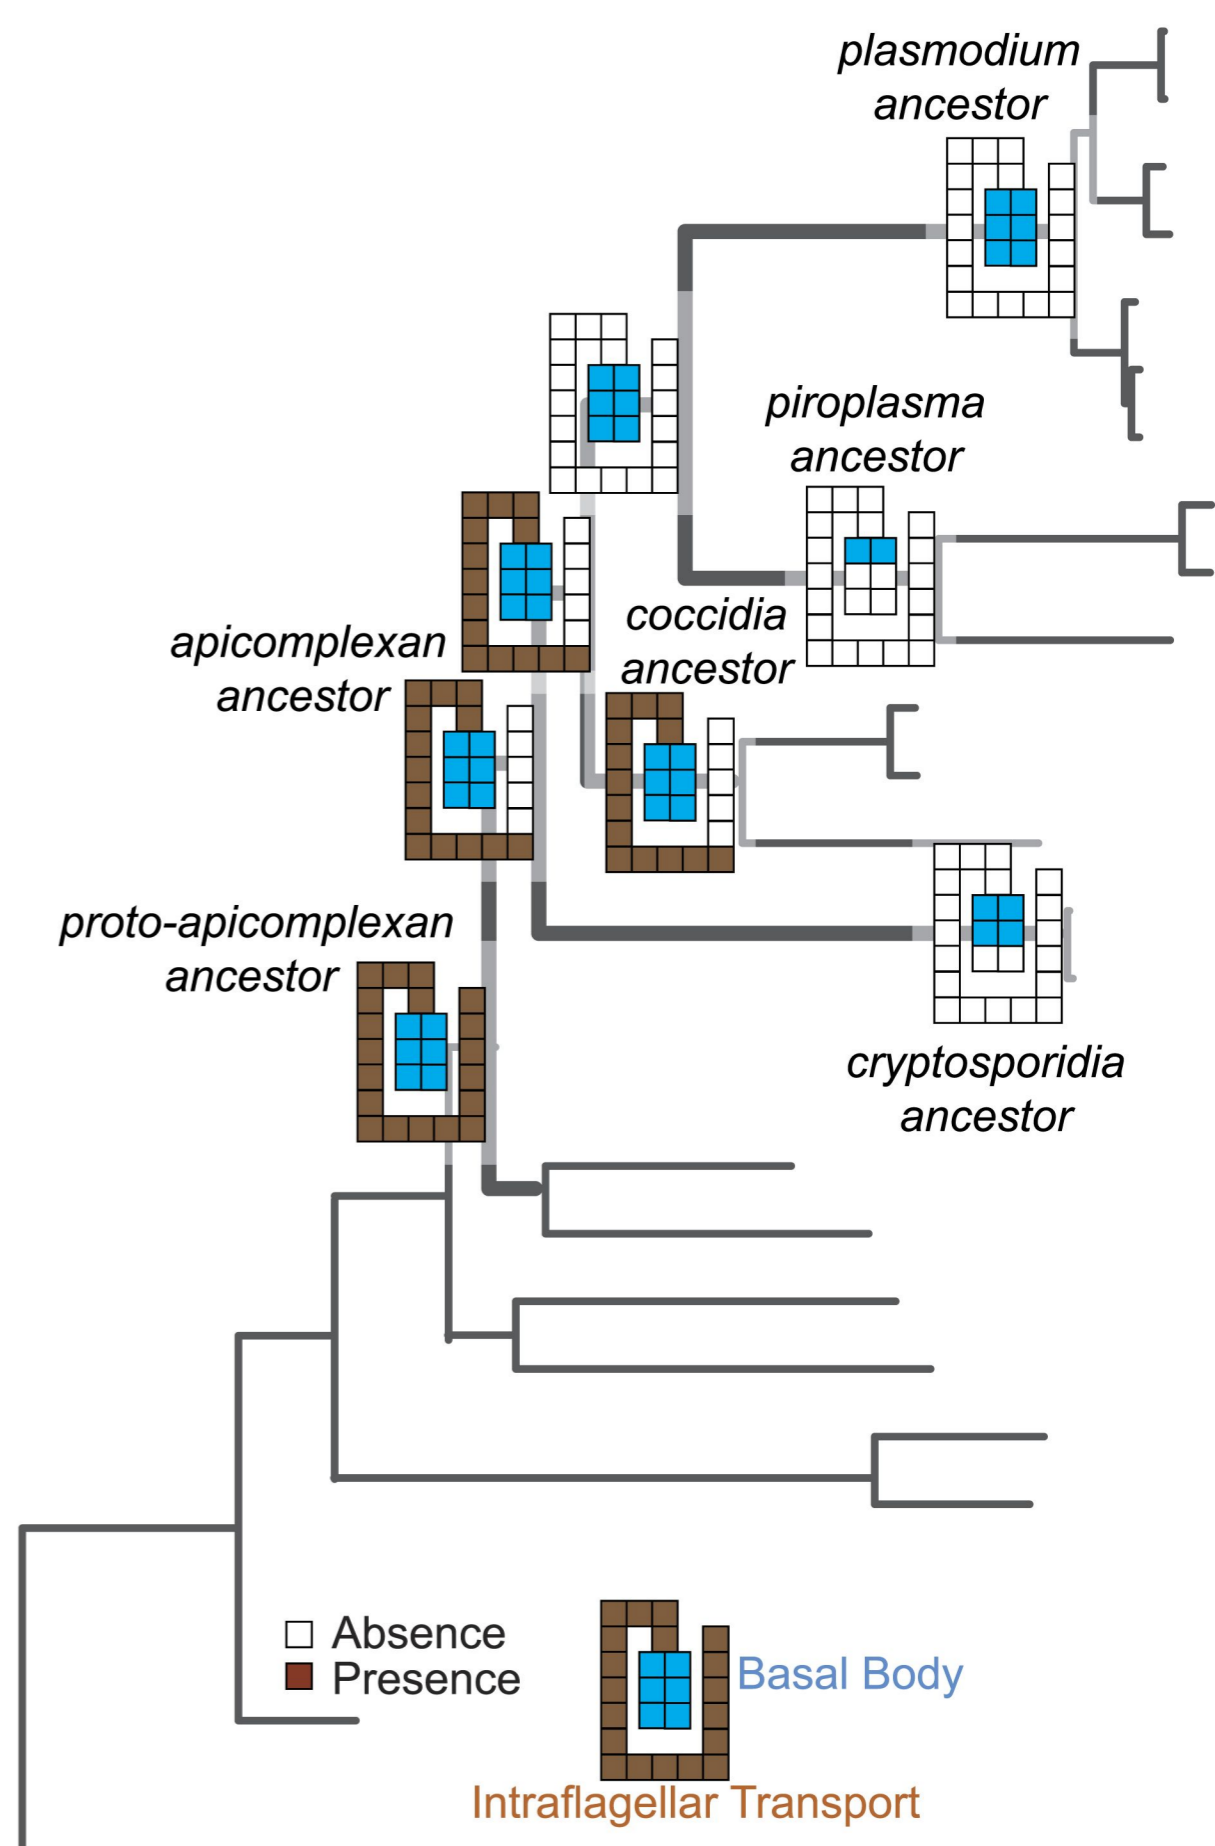 plasmodium
ancestor
piroplasma
ancestor
coccidia
ancestor
apicomplexan
ancestor
proto-apicomplexan
ancestor
cryptosporidia
ancestor
Absence
Presence
Basal Body
Intraflagellar Transport